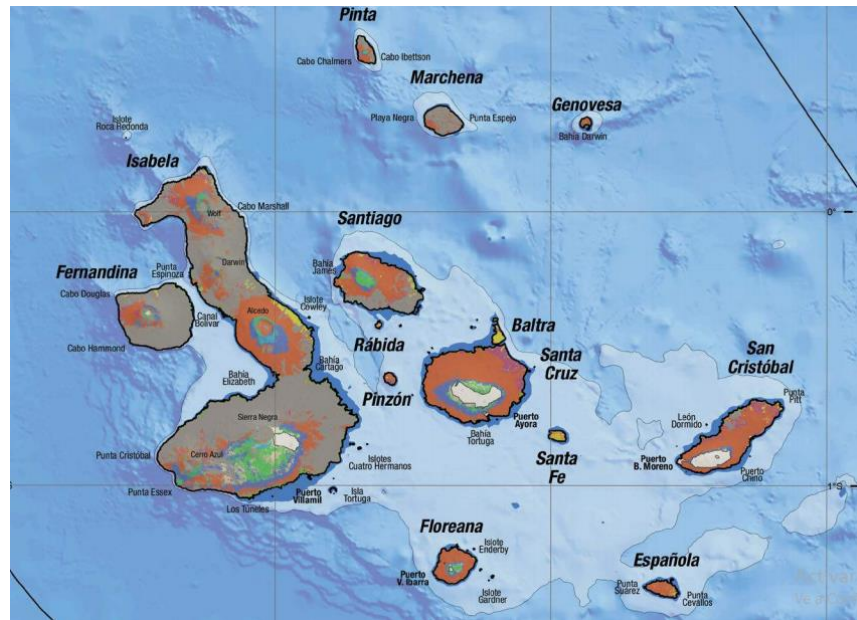 Pinta
Cabo Chalmers
Cabo Ibettson
Marchena
Playa Negra
Punta Espejo
Genovesa
Bahía Darwin
Islote
Roca Redonda
Isabela
Wolf
Cabo Marshall
0°
Santiago
Bahía
James
Darwin
Punta
Espinoza
Fernandina
Cabo Douglas
Islote
Cowley
Canal
Bolívar
Alcedo
Baltra
Rábida
Cabo Hammond
Santa
Cruz
San
Cristóbal
Bahía
Cartago
Bahía
Elizabeth
Pinzón
Punta
Pitt
Sierra Negra
Puerto
Ayora
León
Dormido
Bahía
Tortuga
Punta Cristóbal
Cerro Azul
Islotes
Cuatro Hermanos
Santa
Fe
Puerto
B. Moreno
Puerto
Chino
Punta Essex
Puerto
Villamil
Isla
Tortuga
1°S
Los Túneles
Floreana
Islote
Enderby
Puerto
V. Ibarra
Islote
Gardner
Española
Punta
Suárez
Punta
Cevallos